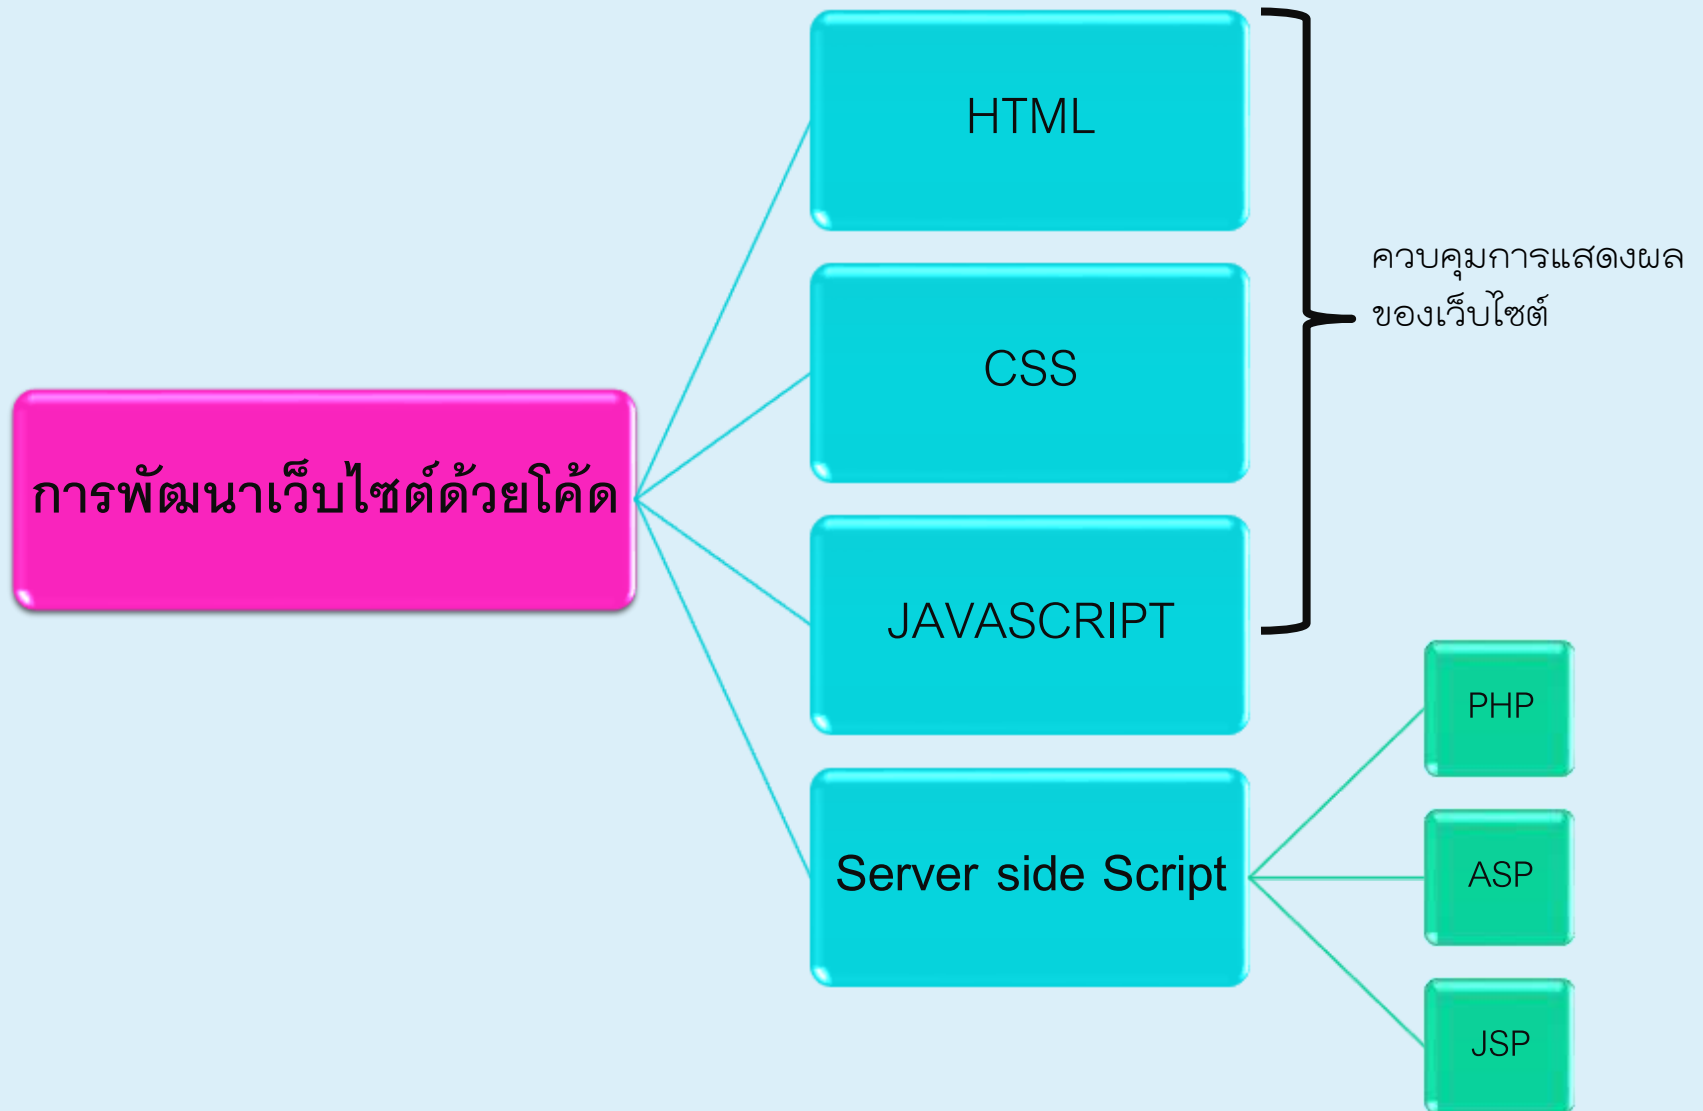 HTML
ควบคุมการแสดงผล
ของเว็บไซต์
CSS
การพัฒนาเว็บไซต์ด้วยโค้ด
JAVASCRIPT
PHP
Server side Script
ASP
JSP